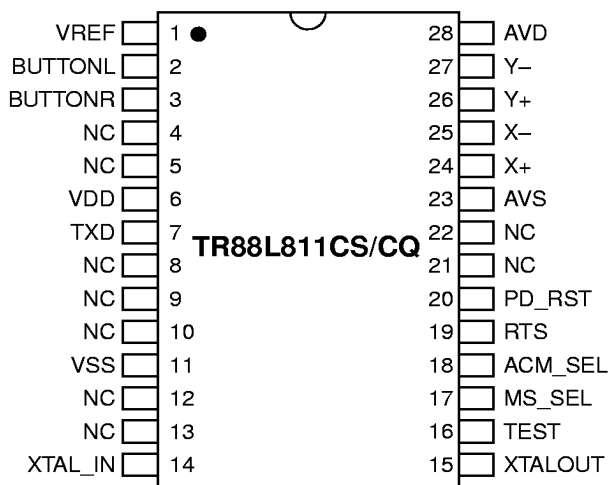 VREF 1 28 AVD
BUTTONL 2 27 Y–
BUTTONR 3 26 Y+
NC 4 25 X–
NC 5 24 X+
VDD 6 23 AVS
TXD 7 TR88L811CS/CQ 22 NC
NC 8 21 NC
NC 9 20 PD_RST
NC 10 19 RTS
VSS 11 18 ACM_SEL
NC 12 17 MS_SEL
NC 13 16 TEST
XTAL_IN 14 15 XTALOUT